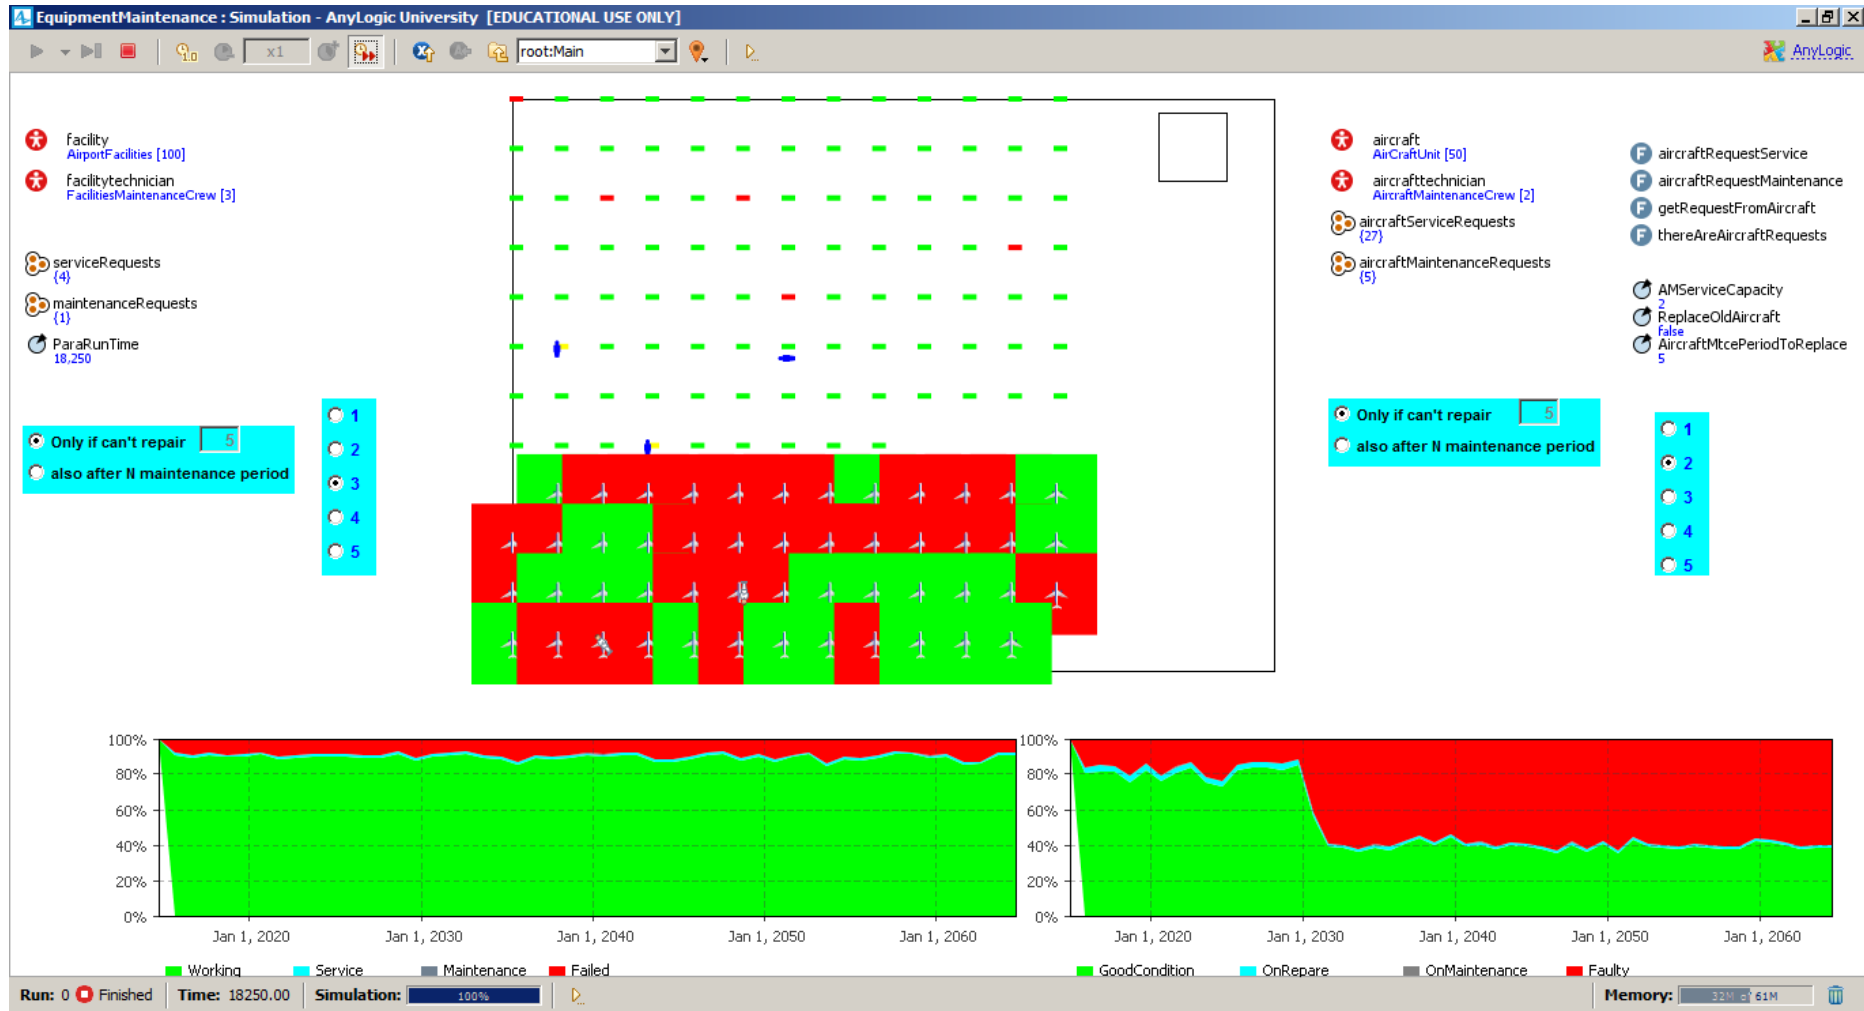 EquipmentMaintenance : Simulation - AnyLogic University [EDUCATIONAL USE ONLY]
1.0
x1
root:Main
AnyLogic
facility
AirportFacilities [100]
facilitytechnician
FacilitiesMaintenanceCrew [3]
serviceRequests
{4}
maintenanceRequests
{1}
ParaRunTime
18,250
Only if can't repair 5
also after N maintenance period
1
2
3
4
5
aircraft
AirCraftUnit [50]
aircrafttechnician
AircraftMaintenanceCrew [2]
aircraftServiceRequests
{27}
aircraftMaintenanceRequests
{5}
F aircraftRequestService
F aircraftRequestMaintenance
F getRequestFromAircraft
F thereAreAircraftRequests
AMServiceCapacity
2
ReplaceOldAircraft
false
AircraftMtcePeriodToReplace
5
Only if can't repair 5
also after N maintenance period
1
2
3
4
5
100%
80%
60%
40%
20%
0%
Jan 1, 2020 Jan 1, 2030 Jan 1, 2040 Jan 1, 2050 Jan 1, 2060
Working Service Maintenance Failed
100%
80%
60%
40%
20%
0%
Jan 1, 2020 Jan 1, 2030 Jan 1, 2040 Jan 1, 2050 Jan 1, 2060
GoodCondition OnRepare OnMaintenance Faulty
Run: 0 Finished Time: 18250.00 Simulation: 100% Memory: 32M of 61M